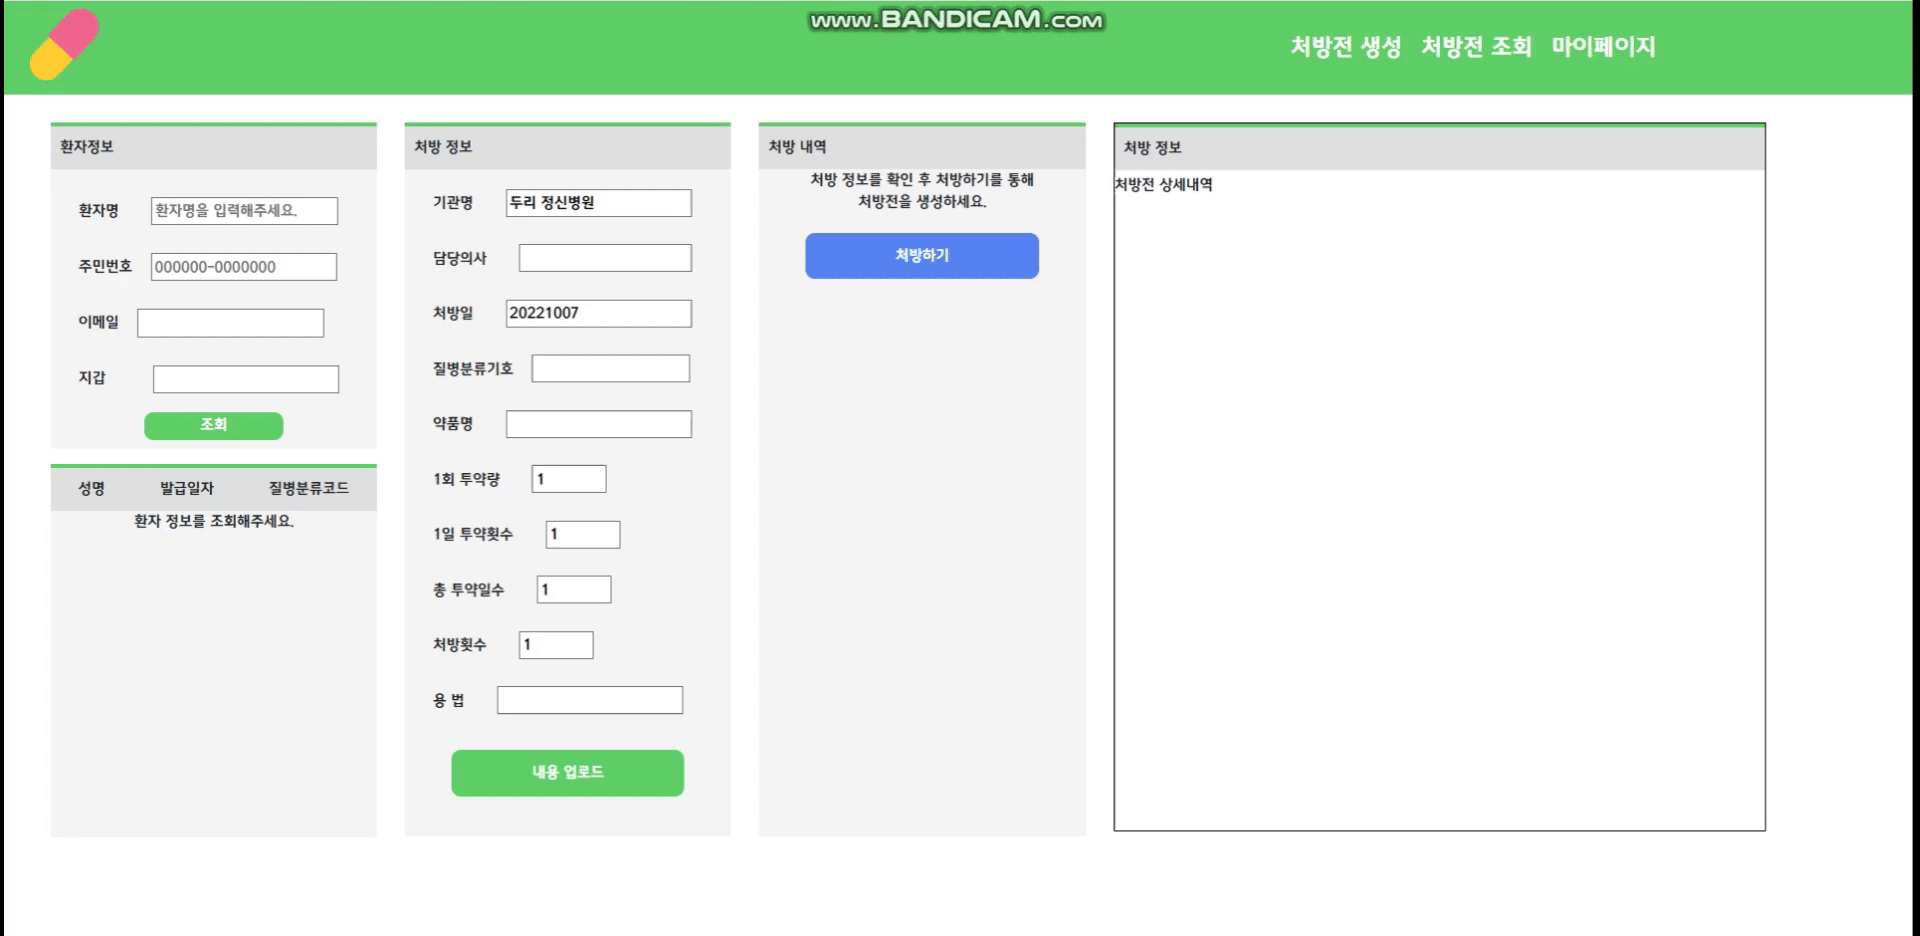 www.BANDICAM.com
처방전 생성 처방전 조회 마이페이지
환자정보
환자명 환자명을 입력해주세요.
주민번호 000000-0000000
이메일
지갑
조회
성명 발급일자 질병분류코드
환자 정보를 조회해주세요.
처방 정보
기관명 두리 정신병원
담당의사
처방일 20221007
질병분류기호
약품명
1회 투약량 1
1일 투약횟수 1
총 투약일수 1
처방횟수 1
용 법
내용 업로드
처방 내역
처방 정보를 확인 후 처방하기를 통해
처방전을 생성하세요.
처방하기
처방 정보
처방전 상세내역